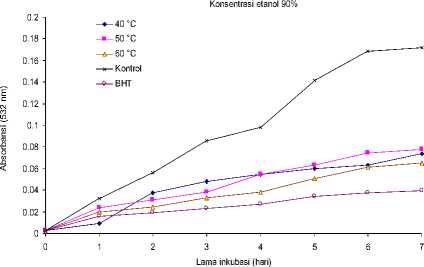 Konsentrasi etanol 90%
0.2
0.18
0.16
0.14
0.12
0.1
0.08
0.06
0.04
0.02
0
Absorbansi (532 nm)
40 °C
50 °C
60 °C
Kontrol
BHT
0 1 2 3 4 5 6 7
Lama inkubasi (hari)